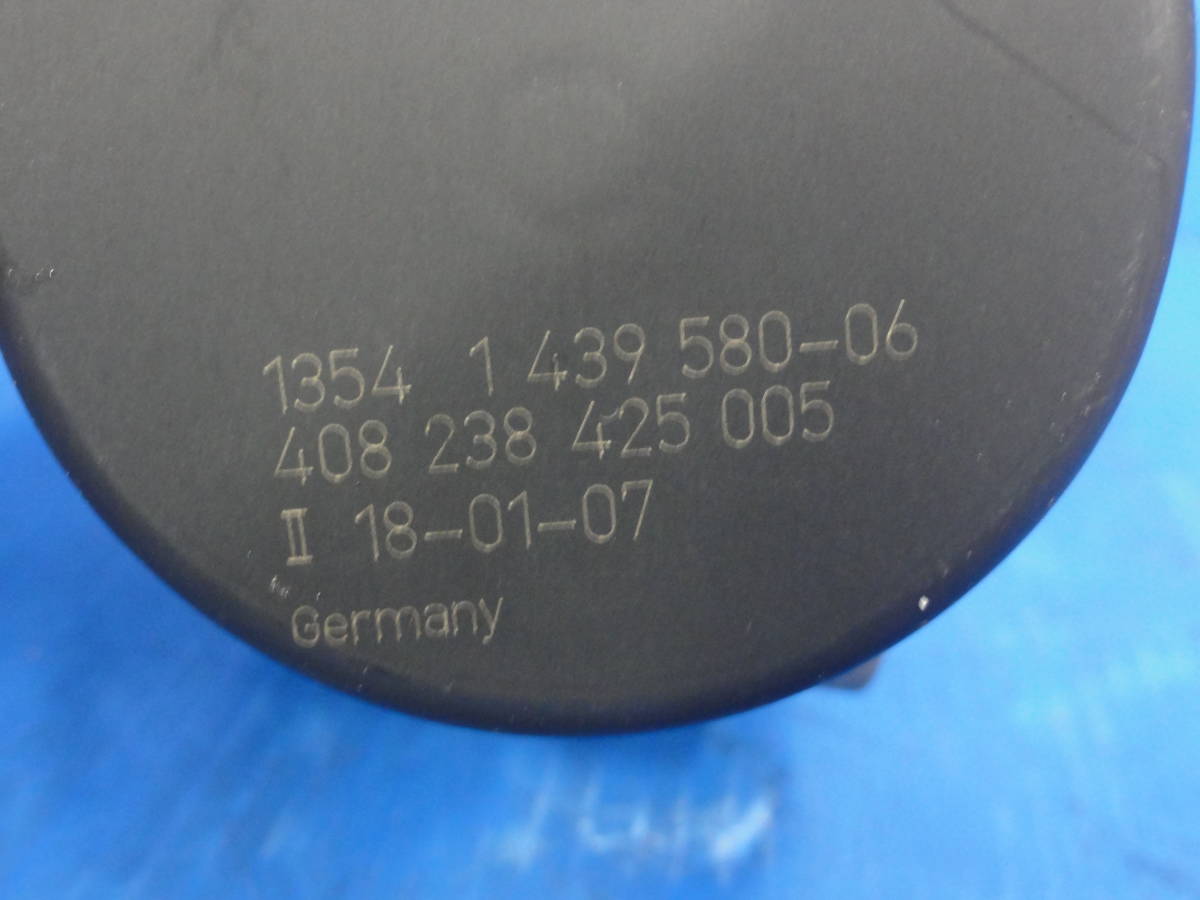 1354 1 439 580-06
408 238 425 005
II 18-01-07
Germany